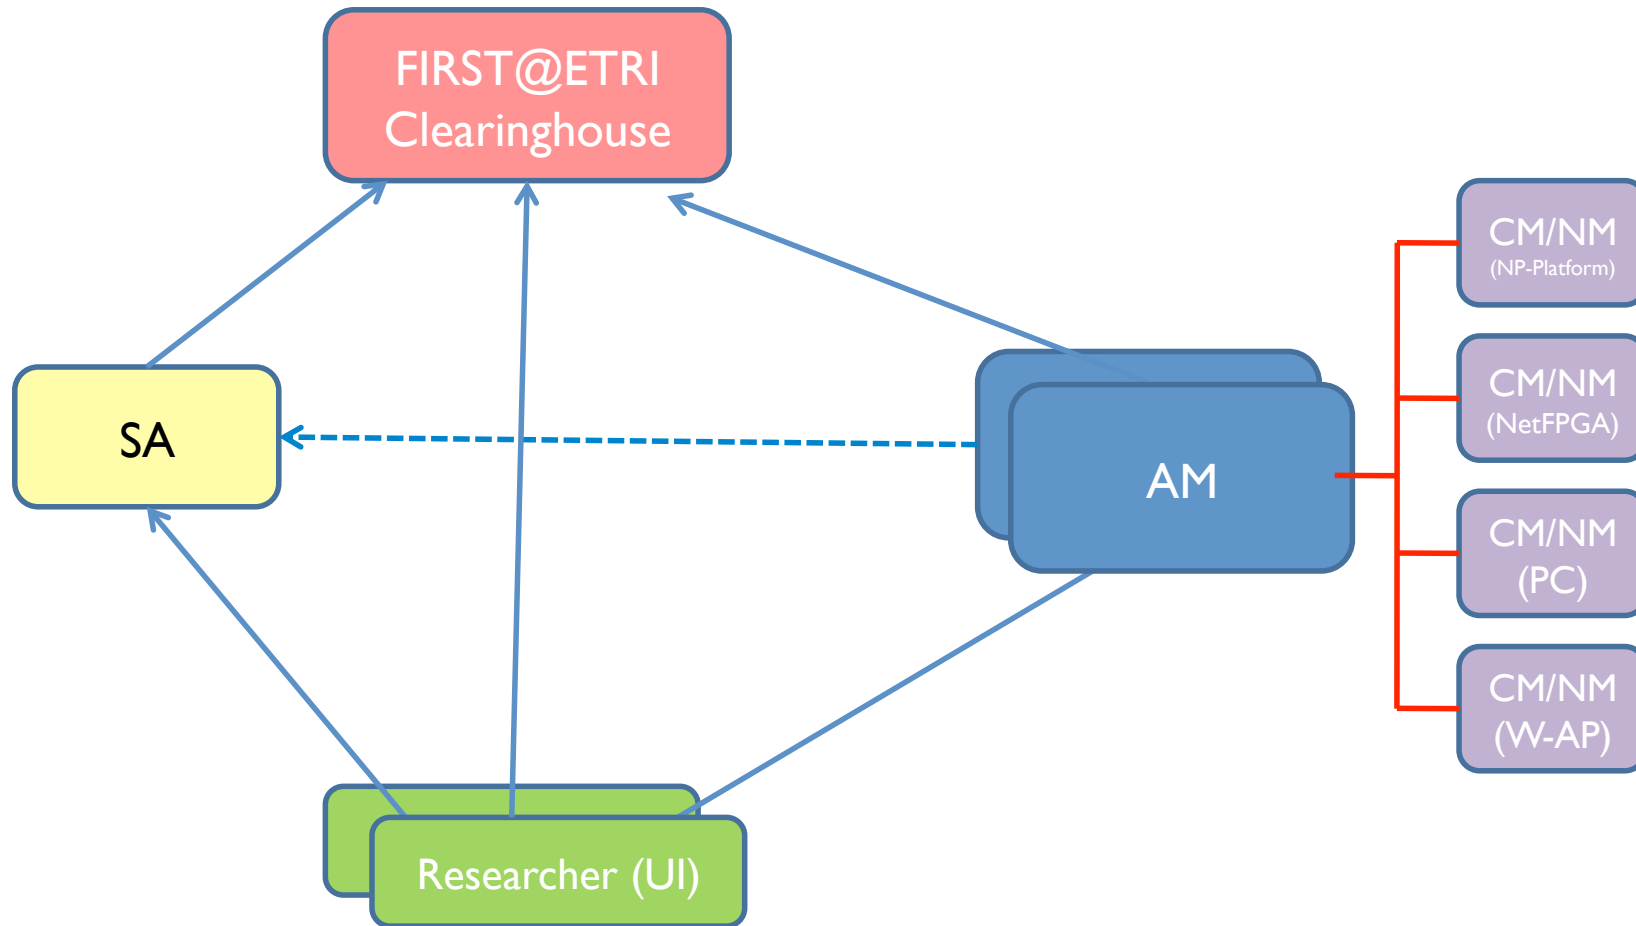 FIRST@ETRI
Clearinghouse
CM/NM
(NP-Platform)
CM/NM
(NetFPGA)
SA
AM
CM/NM
(PC)
CM/NM
(W-AP)
Researcher (UI)